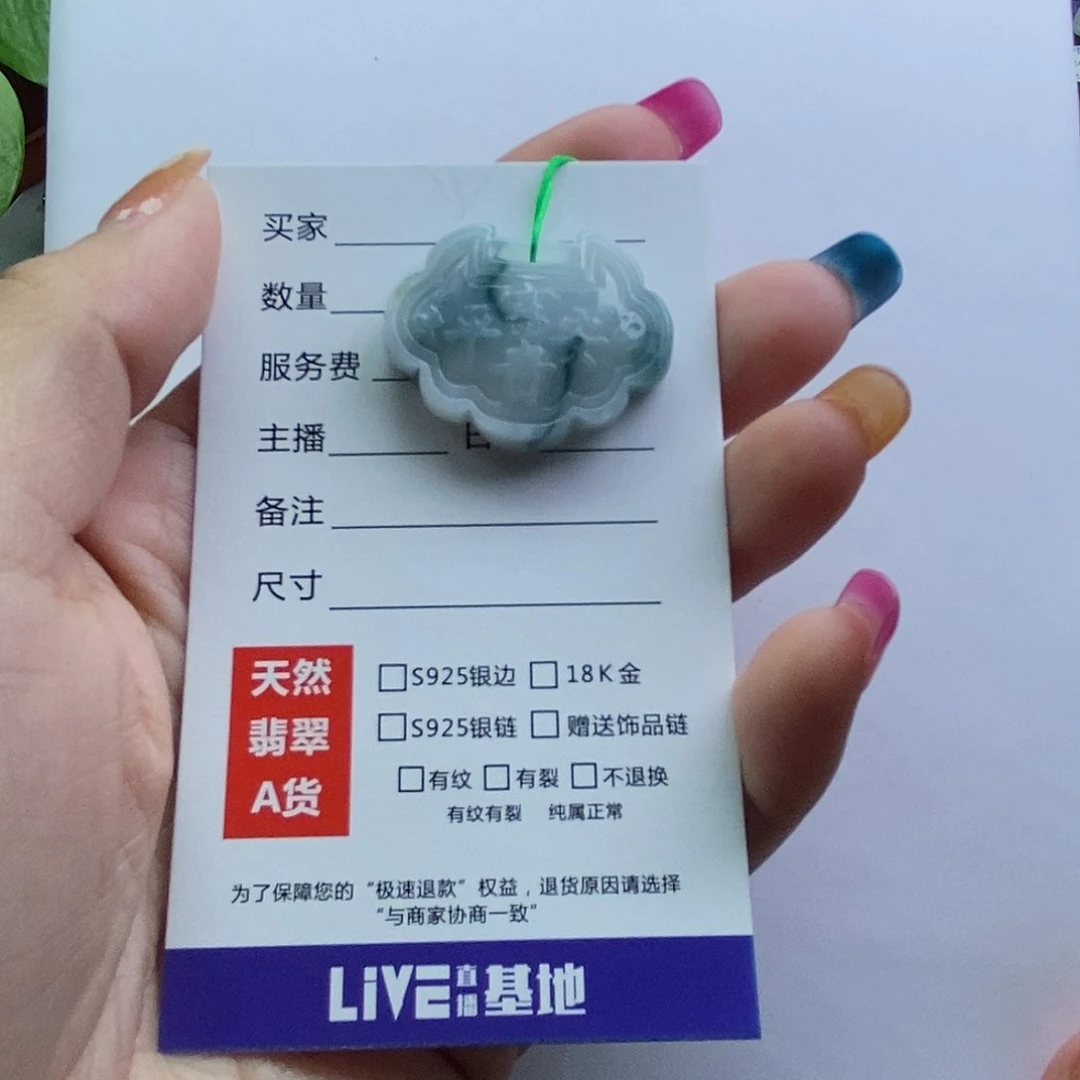 买家
数量
服务费
主播 日
备注
尺寸
天然
翡翠
A货
S925银边 18K金
S925银链 赠送饰品链
有纹 有裂 不退换
有纹有裂 纯属正常
为了保障您的“极速退款”权益，退货原因请选择
“与商家协商一致”
LiVE直播基地